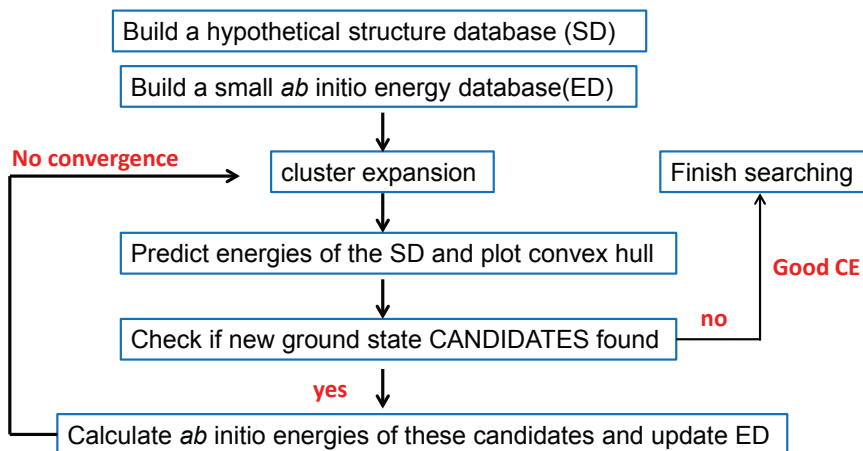 Build a hypothetical structure database (SD)
Build a small ab initio energy database(ED)
No convergence
cluster expansion
Finish searching
Predict energies of the SD and plot convex hull
Good CE
Check if new ground state CANDIDATES found
no
yes
Calculate ab initio energies of these candidates and update ED